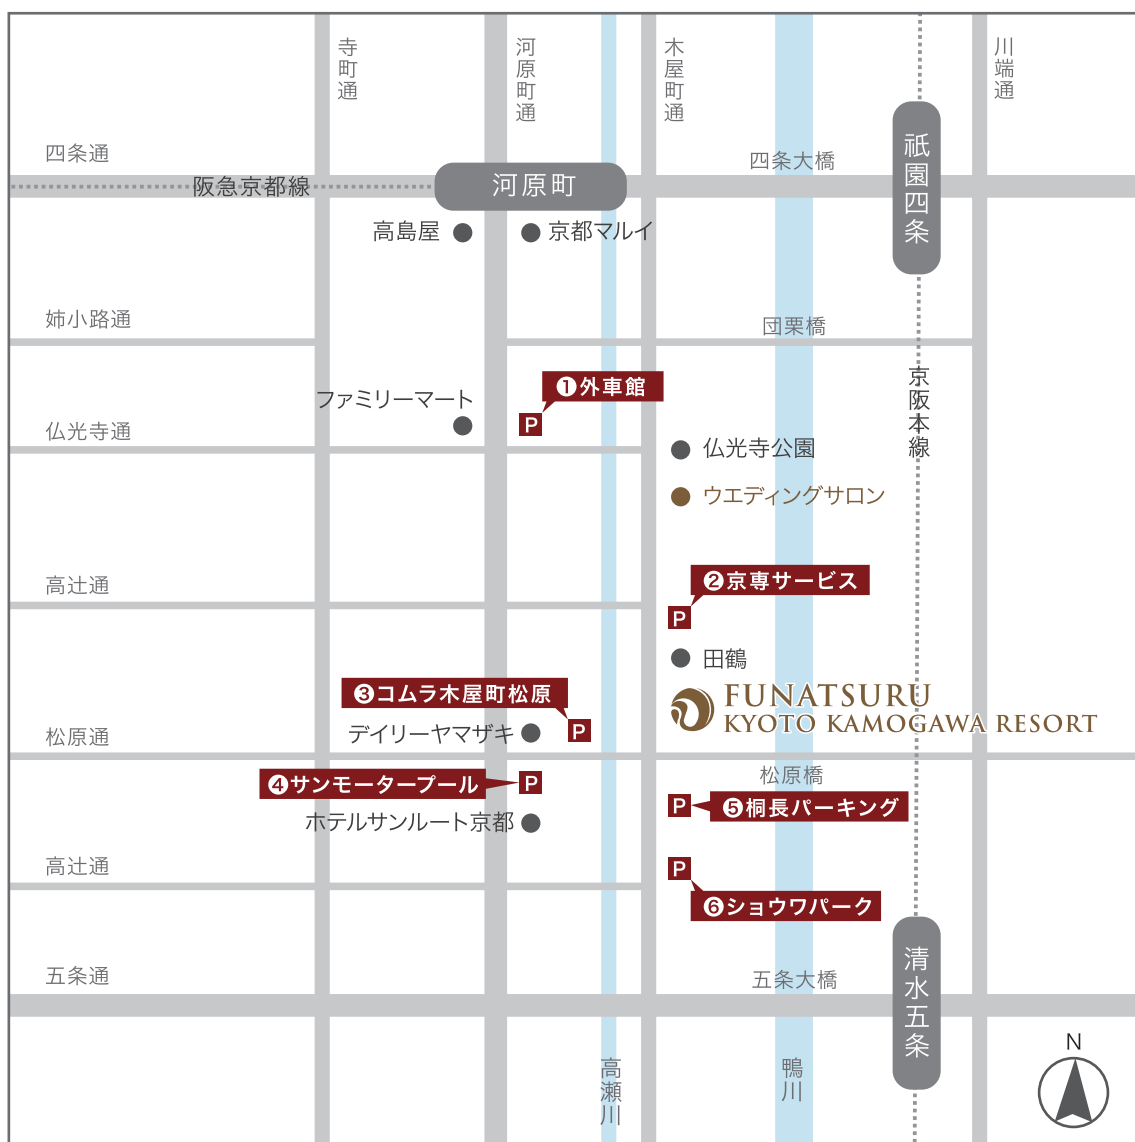 寺町通
河原町通
木屋町通
川端通
四条通
阪急京都線
河原町
四条大橋
祇園四条
高島屋
京都マルイ
姉小路通
団栗橋
京阪本線
❶外車館
ファミリーマート
P
仏光寺通
仏光寺公園
ウエディングサロン
高辻通
❷京専サービス
P
田鶴
❸コムラ木屋町松原
P
FUNATSURU
KYOTO KAMOGAWA RESORT
松原通
デイリーヤマザキ
松原橋
❹サンモータープール
P
P
❺桐長パーキング
ホテルサンルート京都
高辻通
P
❻ショウワパーク
五条通
五条大橋
清水五条
高瀬川
鴨川
N